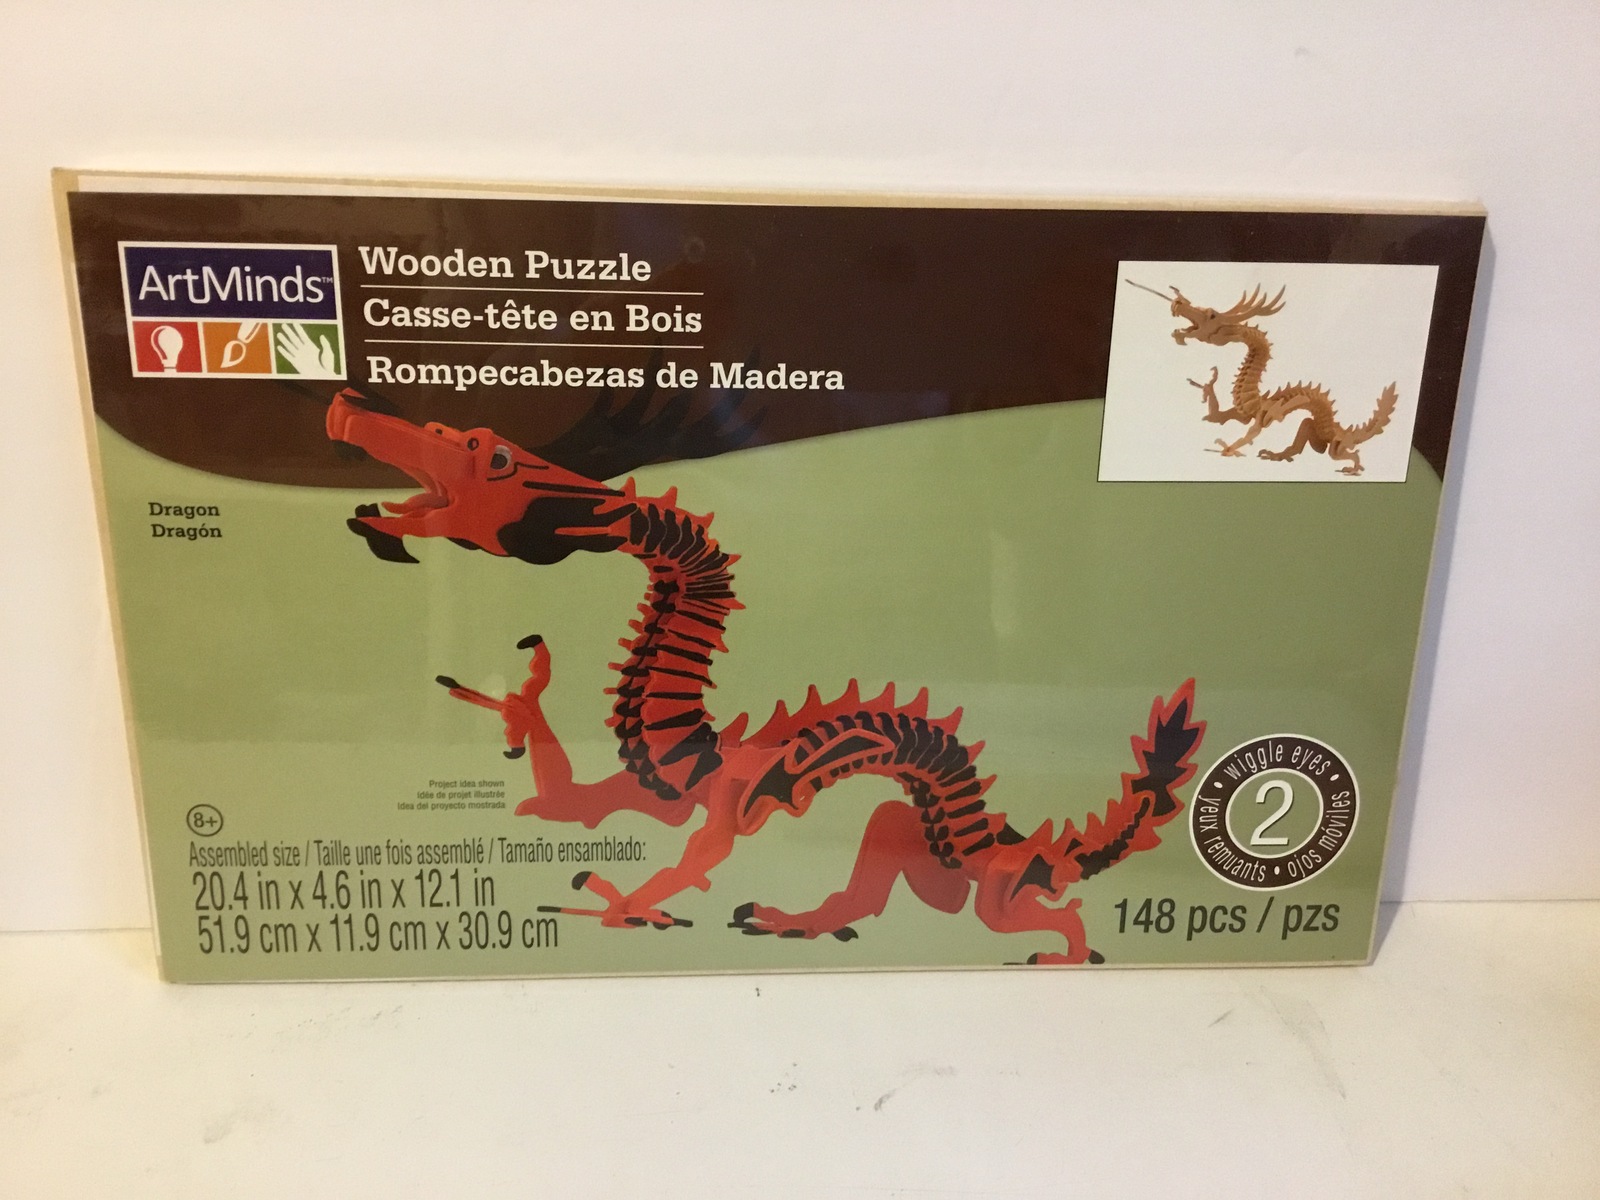 ArtMinds™
Wooden Puzzle
Casse-tête en Bois
Rompecabezas de Madera
Dragon
Dragón
Project idea shown
Idée de projet illustrée
Idea del proyecto mostrada
8+
Assembled size / Taille une fois assemblé / Tamaño ensamblado:
20.4 in x 4.6 in x 12.1 in
51.9 cm x 11.9 cm x 30.9 cm
• wiggle eyes •
2
yeux remuants • ojos móviles
148 pcs / pzs